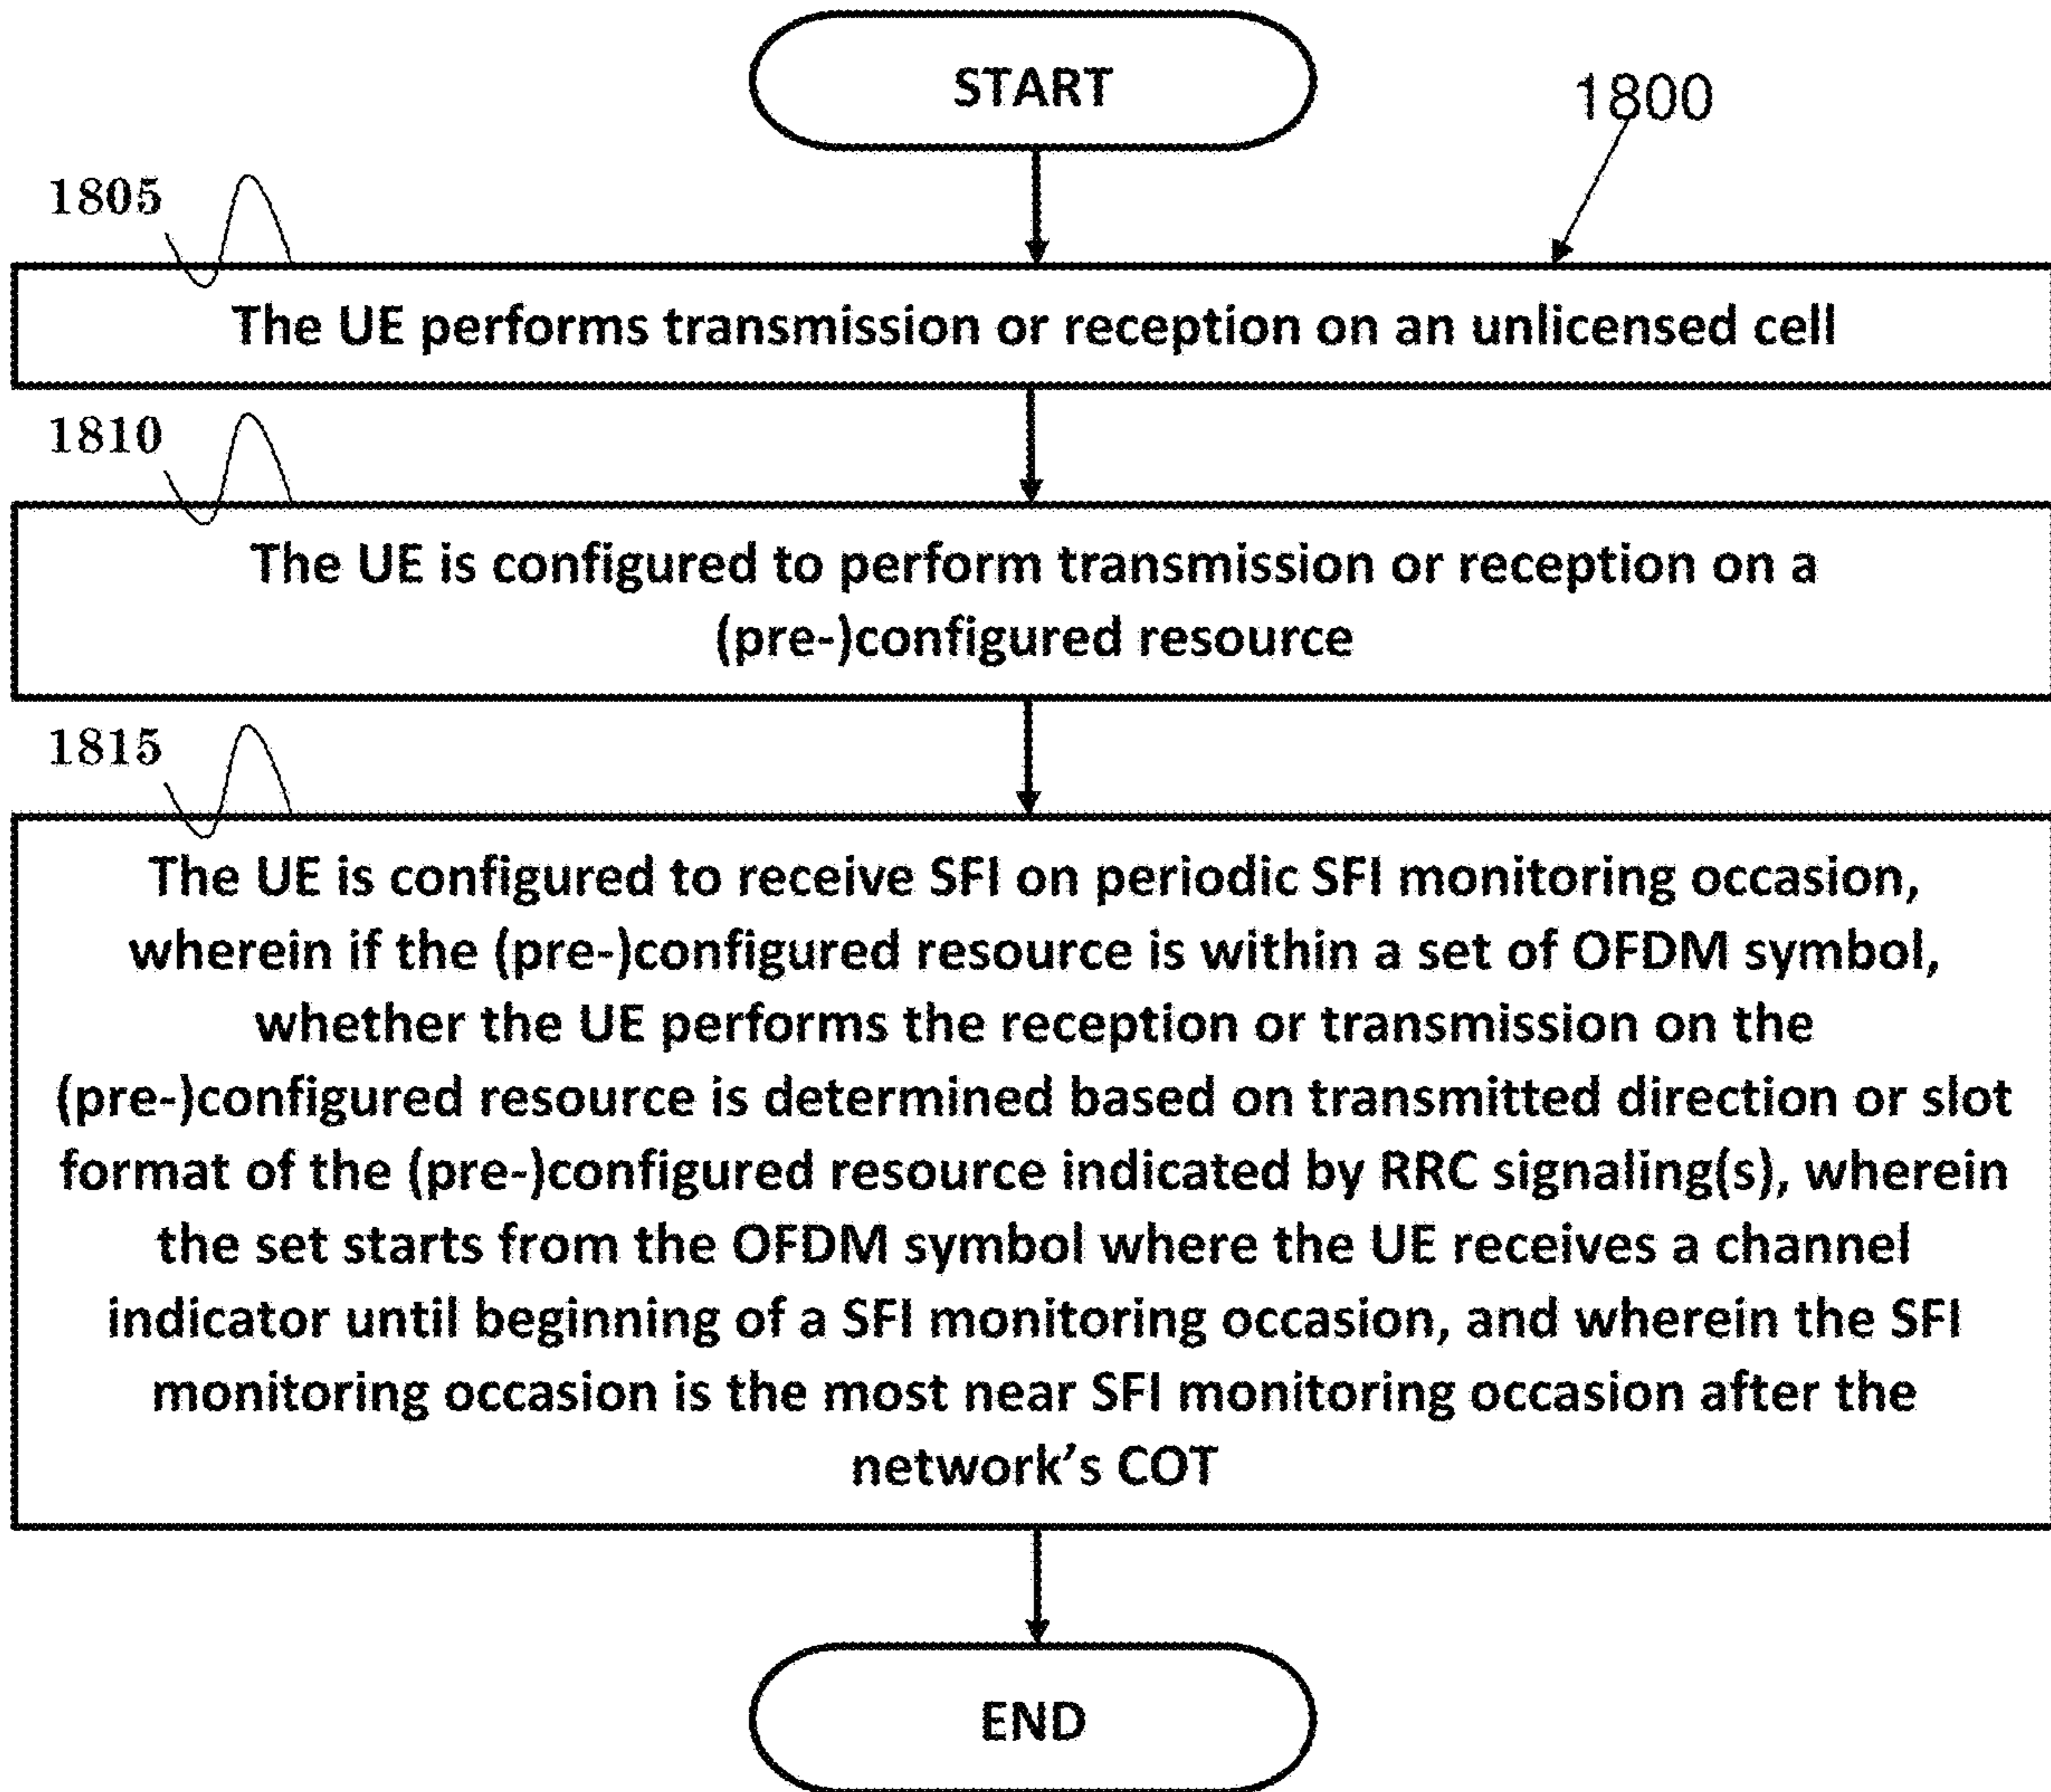 START
1800
1805
The UE performs transmission or reception on an unlicensed cell
1810
The UE is configured to perform transmission or reception on a
(pre-)configured resource
1815
The UE is configured to receive SFI on periodic SFI monitoring occasion,
wherein if the (pre-)configured resource is within a set of OFDM symbol,
whether the UE performs the reception or transmission on the
(pre-)configured resource is determined based on transmitted direction or slot
format of the (pre-)configured resource indicated by RRC signaling(s), wherein
the set starts from the OFDM symbol where the UE receives a channel
indicator until beginning of a SFI monitoring occasion, and wherein the SFI
monitoring occasion is the most near SFI monitoring occasion after the
network's COT
END